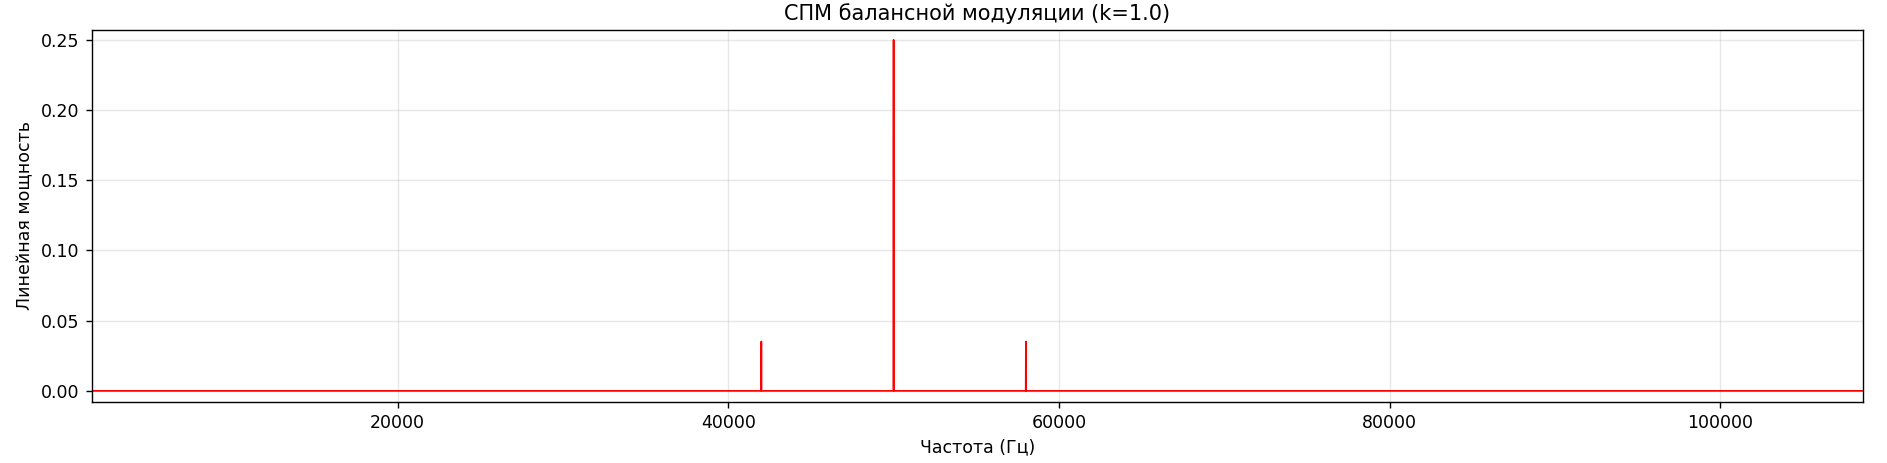 СПМ балансной модуляции (k=1.0)
Линейная мощность
0.25
0.20
0.15
0.10
0.05
0.00
20000 40000 60000 80000 100000
Частота (Гц)